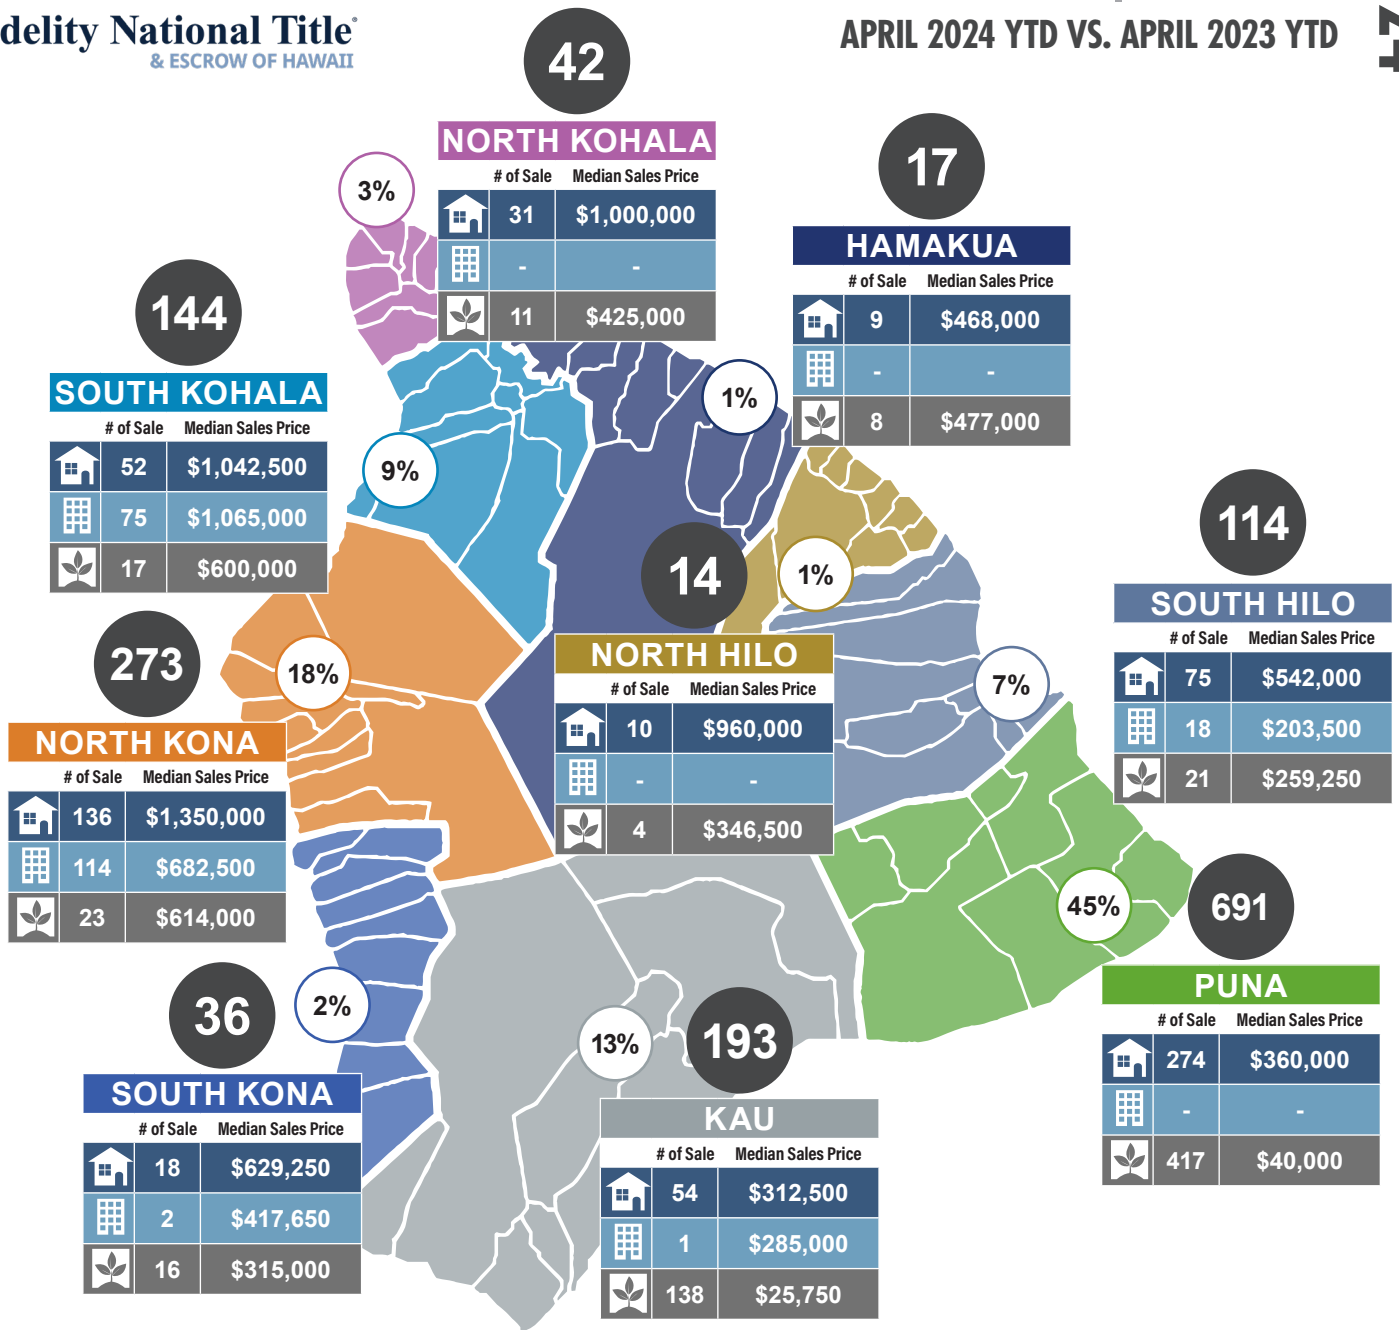 delity National Title
& ESCROW OF HAWAII
APRIL 2024 YTD VS. APRIL 2023 YTD
42
NORTH KOHALA
# of Sale Median Sales Price
31 $1,000,000
- -
11 $425,000
3%
17
HAMAKUA
# of Sale Median Sales Price
9 $468,000
- -
8 $477,000
1%
144
SOUTH KOHALA
# of Sale Median Sales Price
52 $1,042,500
75 $1,065,000
17 $600,000
9%
14
NORTH HILO
# of Sale Median Sales Price
10 $960,000
- -
4 $346,500
1%
114
SOUTH HILO
# of Sale Median Sales Price
75 $542,000
18 $203,500
21 $259,250
7%
273
NORTH KONA
# of Sale Median Sales Price
136 $1,350,000
114 $682,500
23 $614,000
18%
691
PUNA
# of Sale Median Sales Price
274 $360,000
- -
417 $40,000
45%
36
SOUTH KONA
# of Sale Median Sales Price
18 $629,250
2 $417,650
16 $315,000
2%
193
KAU
# of Sale Median Sales Price
54 $312,500
1 $285,000
138 $25,750
13%